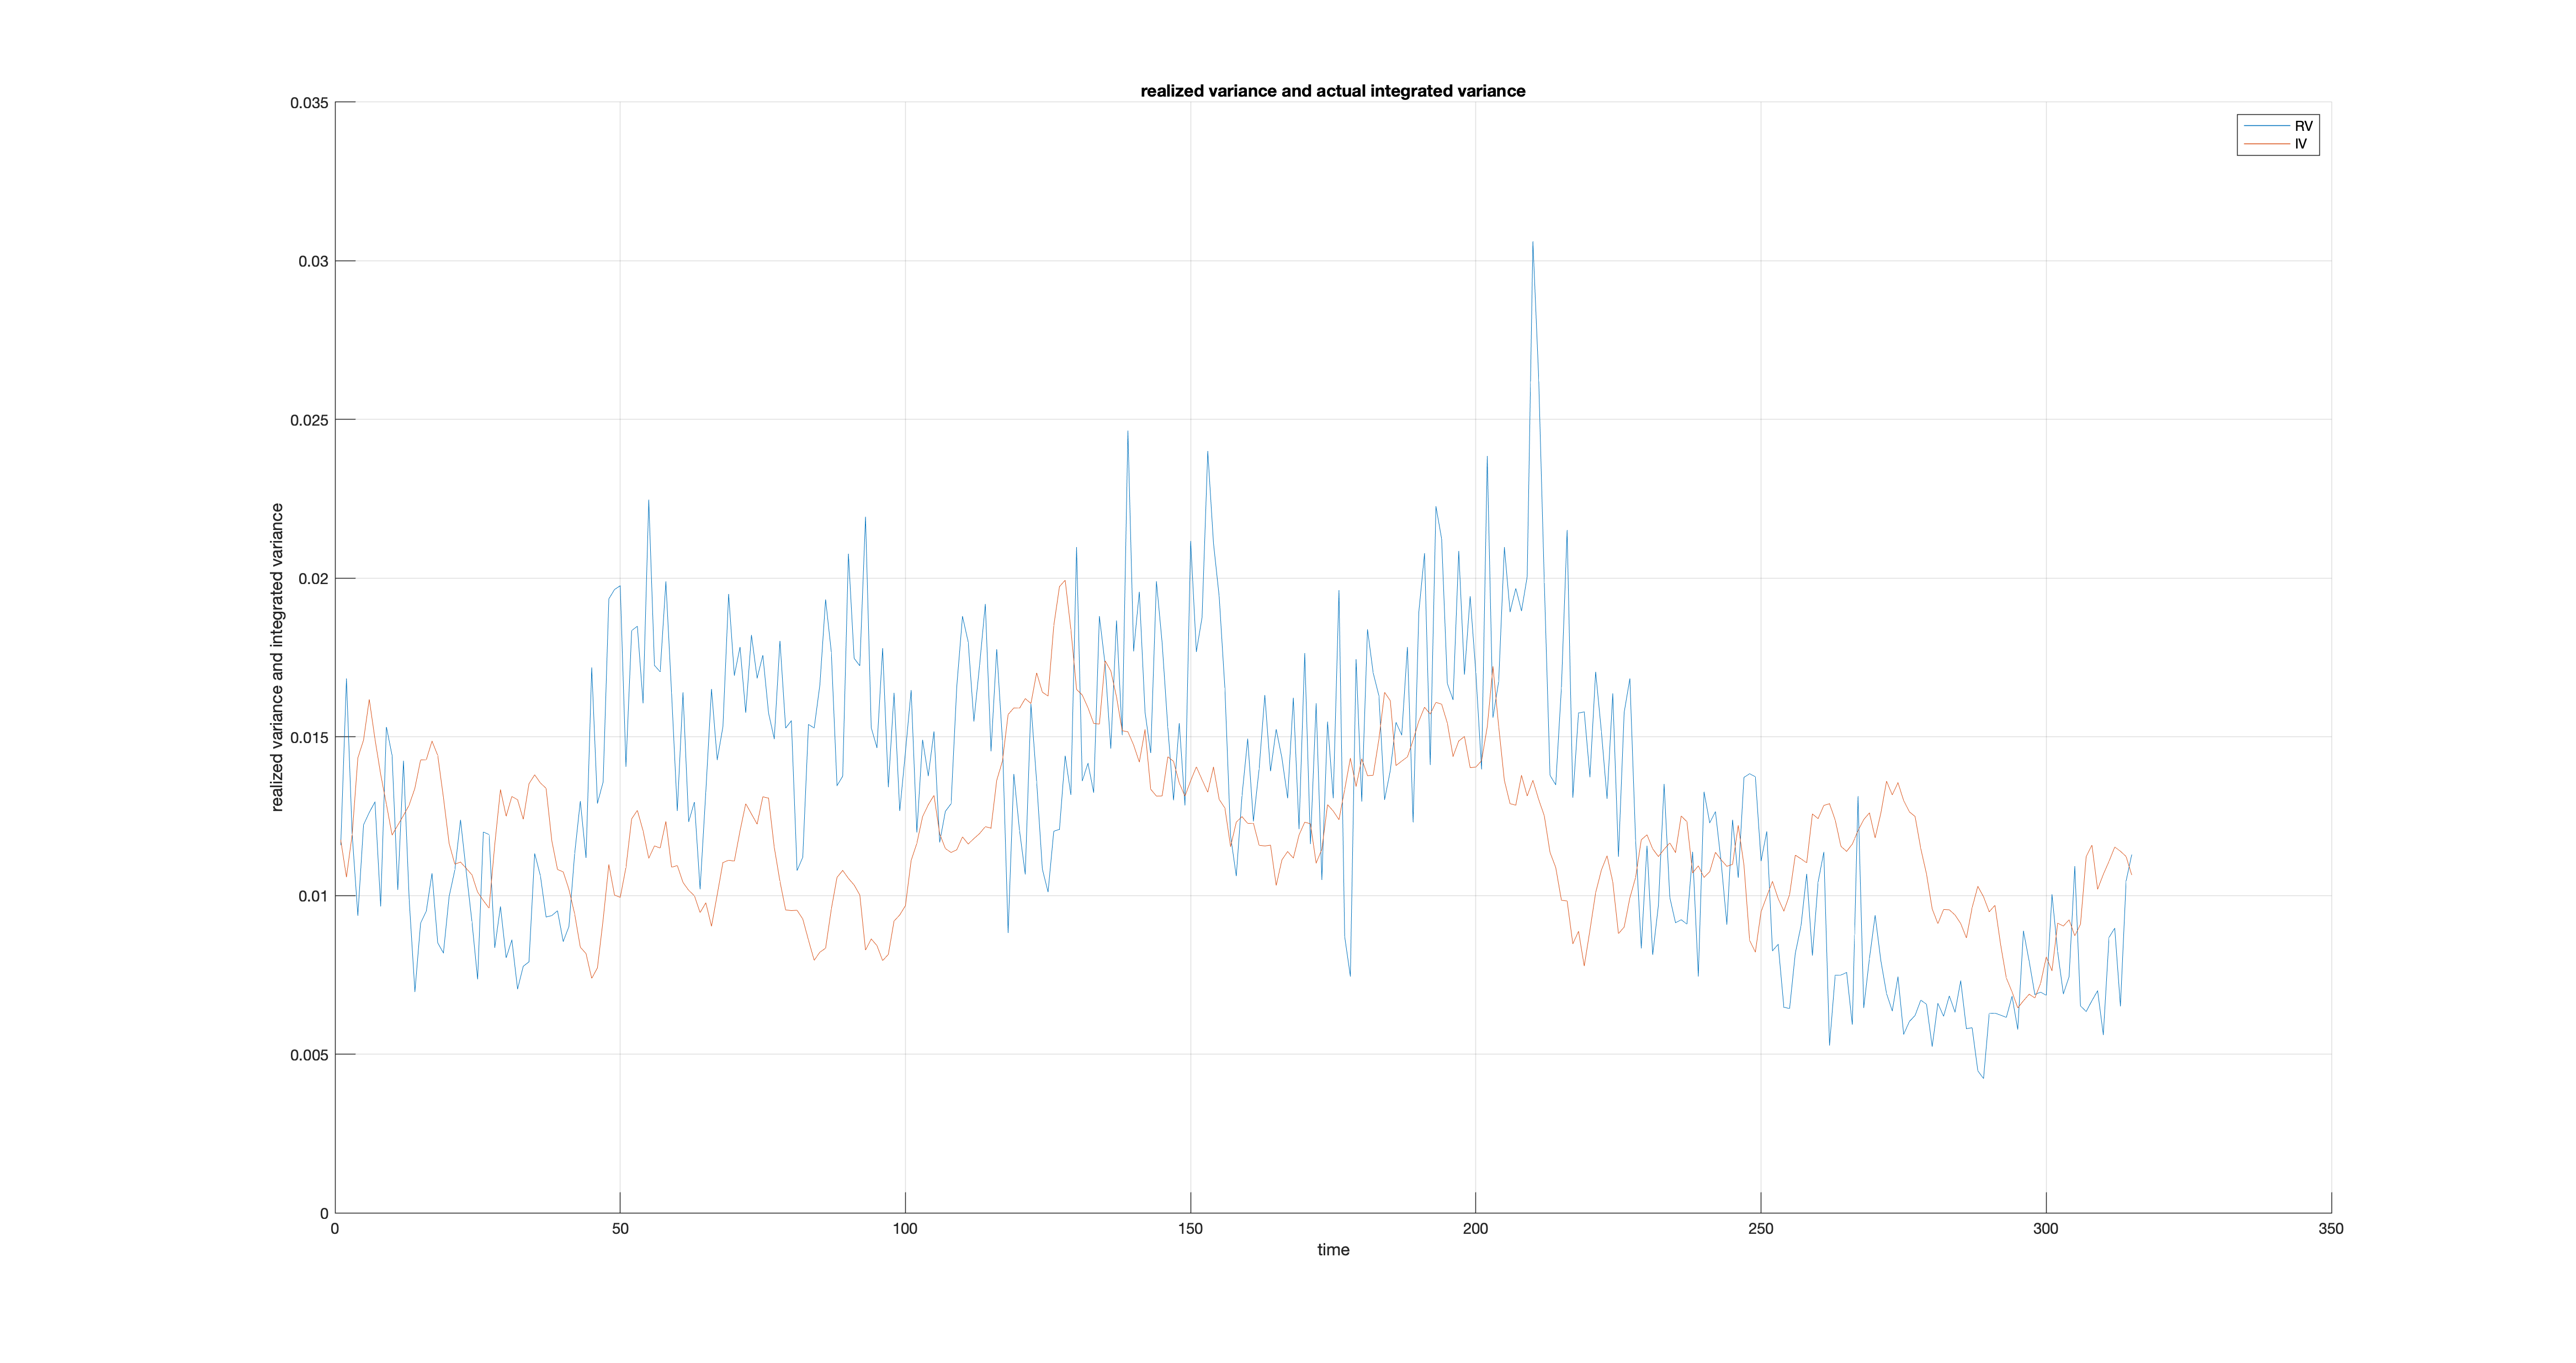 realized variance and actual integrated variance
RV
IV
0.035
0.03
0.025
0.02
0.015
0.01
0.005
0
realized variance and integrated variance
0 50 100 150 200 250 300 350
time